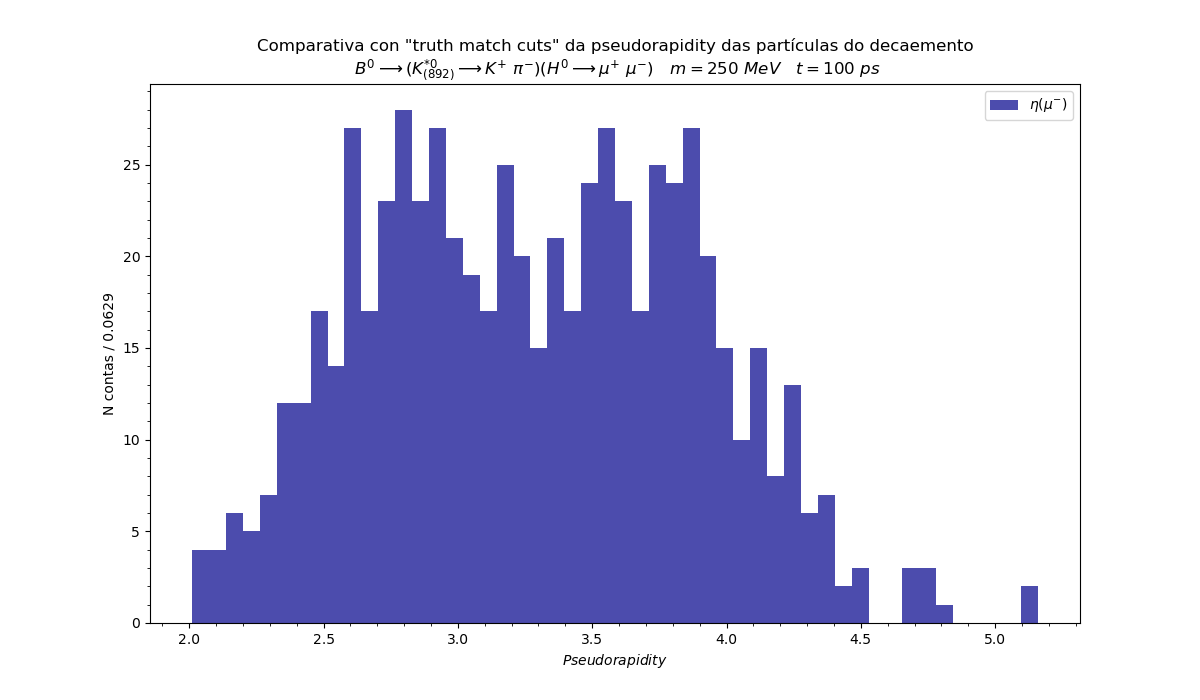 Comparativa con "truth match cuts" da pseudorapidity das partículas do decaemento
B⁰ ⟶ (K*⁰₍₈₉₂₎ ⟶ K⁺ π⁻)(H⁰ ⟶ μ⁺ μ⁻) m = 250 MeV t = 100 ps
η(μ⁻)
25
20
15
10
5
0
N contas / 0.0629
2.0 2.5 3.0 3.5 4.0 4.5 5.0
Pseudorapidity